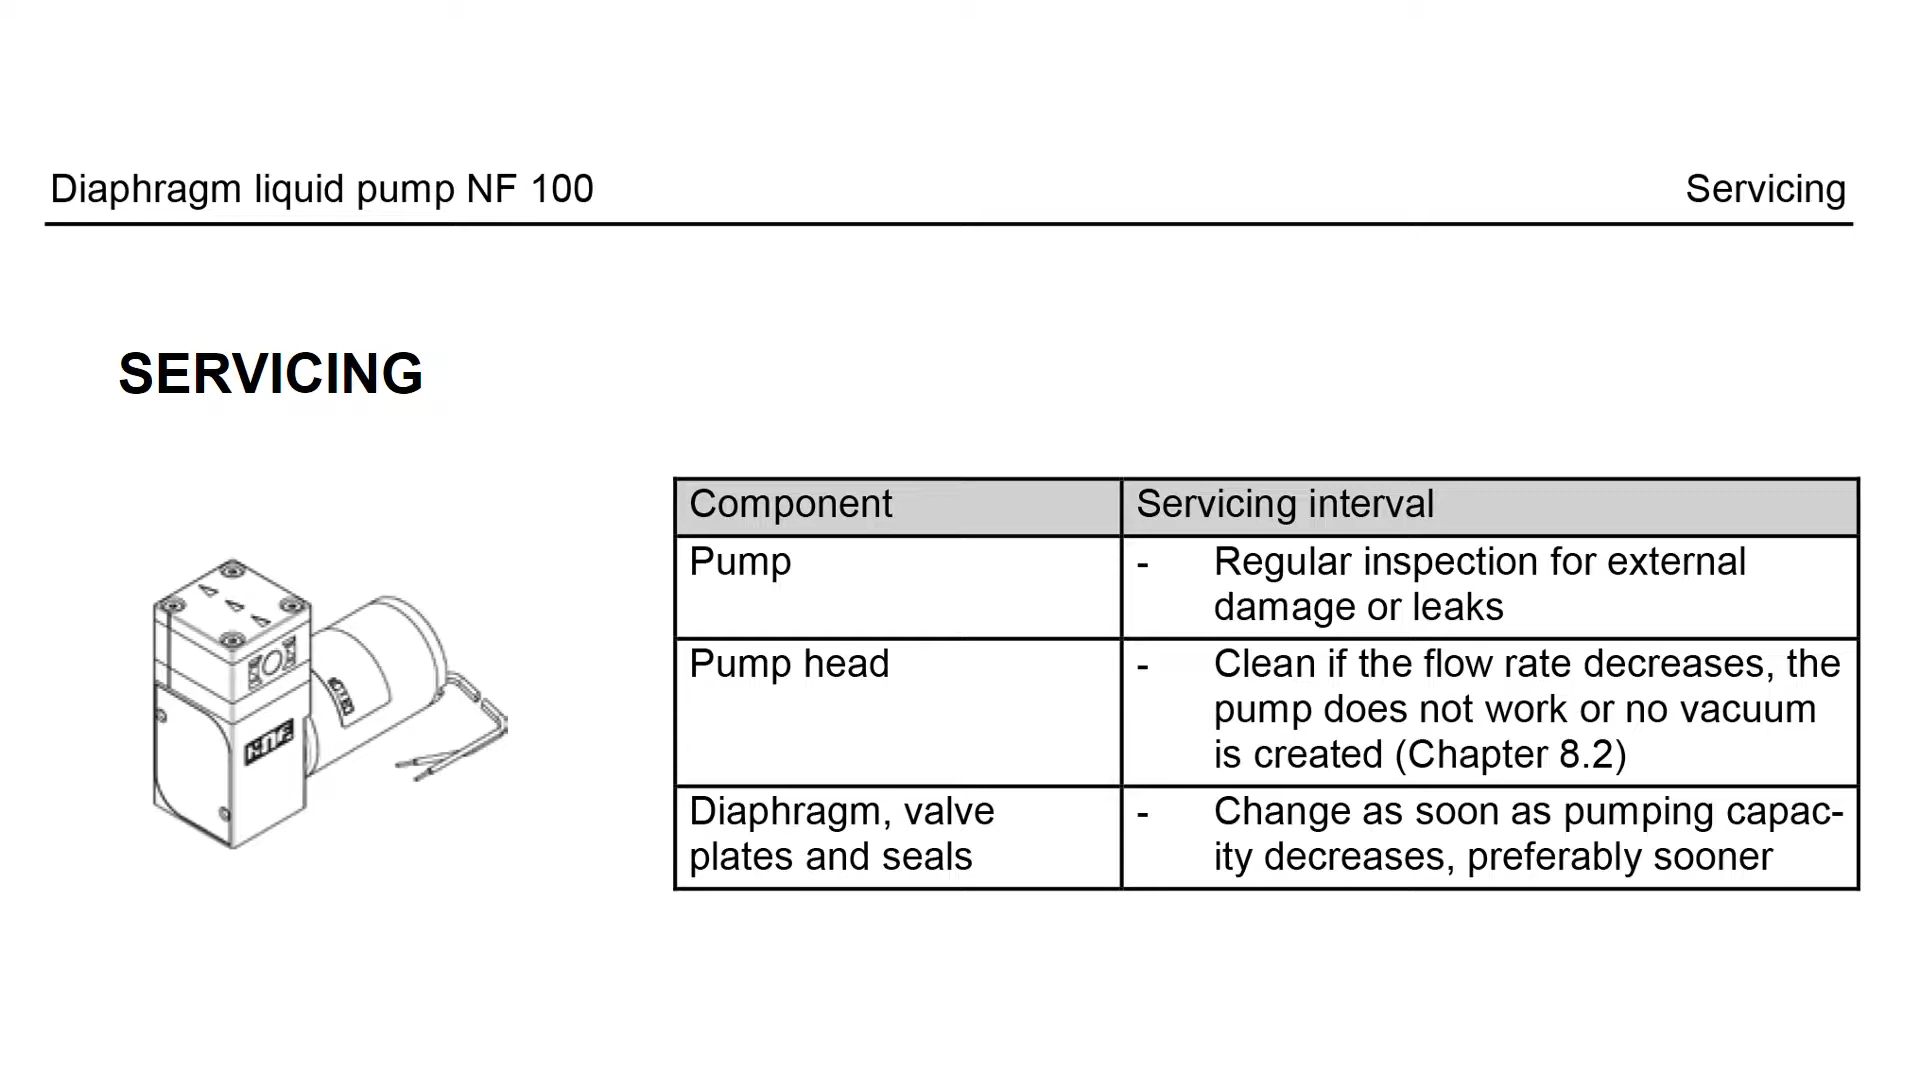 Diaphragm liquid pump NF 100
Servicing
SERVICING
Component
Servicing interval
Pump
- Regular inspection for external
damage or leaks
Pump head
- Clean if the flow rate decreases, the
pump does not work or no vacuum
is created (Chapter 8.2)
Diaphragm, valve
plates and seals
- Change as soon as pumping capac-
ity decreases, preferably sooner
KNF